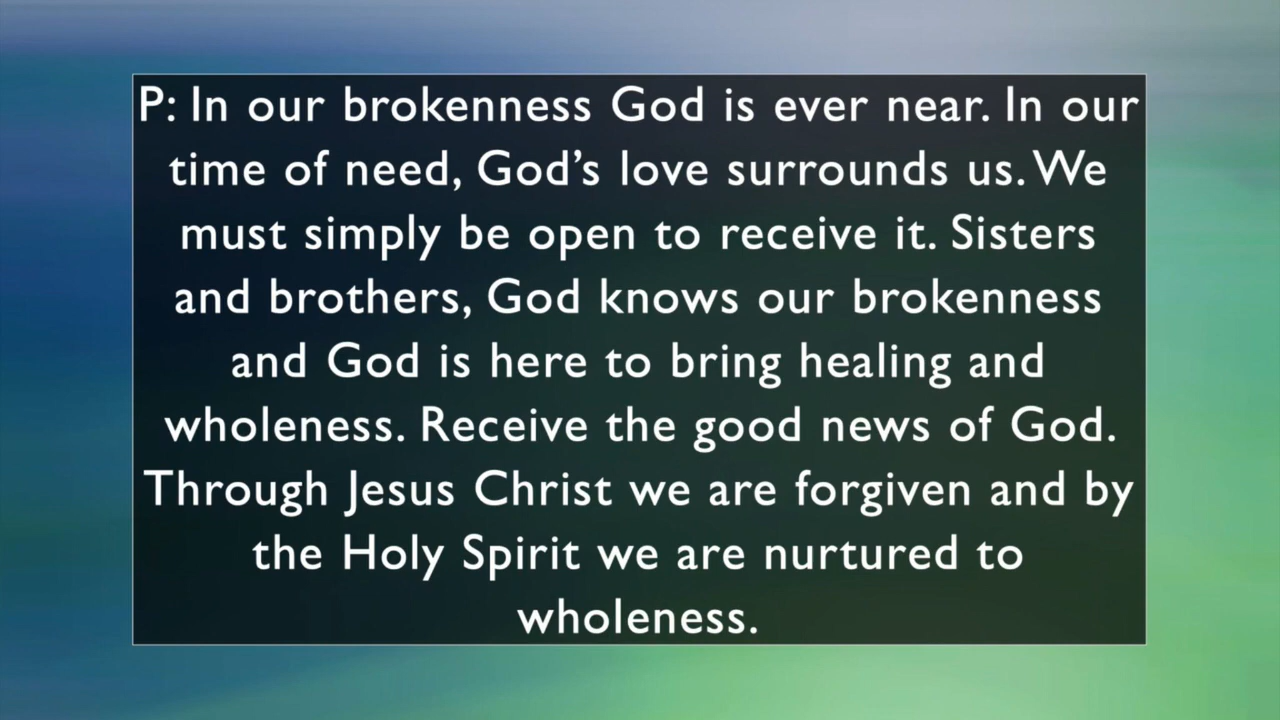 P: In our brokenness God is ever near. In our
time of need, God’s love surrounds us. We
must simply be open to receive it. Sisters
and brothers, God knows our brokenness
and God is here to bring healing and
wholeness. Receive the good news of God.
Through Jesus Christ we are forgiven and by
the Holy Spirit we are nurtured to
wholeness.